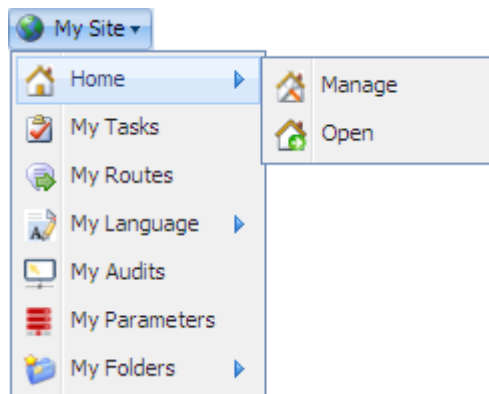 My Site
Home
Manage
My Tasks
Open
My Routes
My Language
My Audits
My Parameters
My Folders